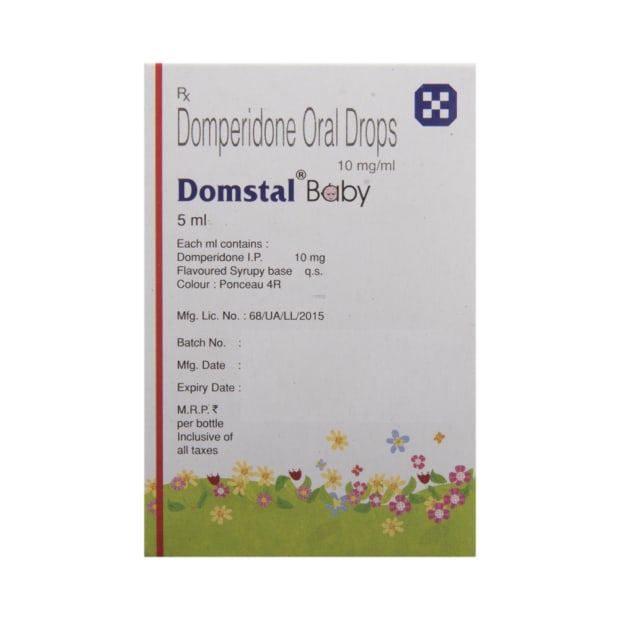 Rx
Domperidone Oral Drops
10 mg/ml
Domstal® Baby
5 ml
Each ml contains :
Domperidone I.P. 10 mg
Flavoured Syrupy base q.s.
Colour : Ponceau 4R
Mfg. Lic. No. : 68/UA/LL/2015
Batch No. :
Mfg. Date :
Expiry Date :
M.R.P. ₹
per bottle
Inclusive of
all taxes